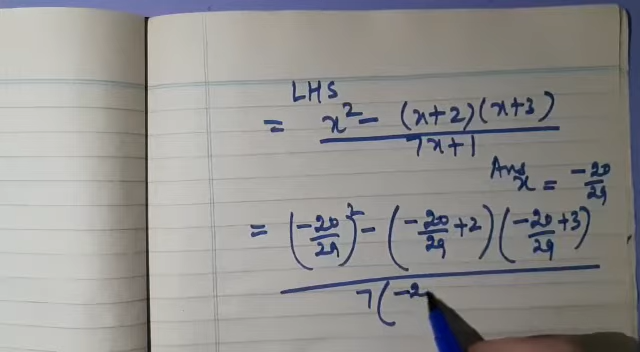 LHS
= x² - (x+2)(x+3) / 7x+1
Ans x = -20/29
= (-20/29)² - (-20/29 +2)(-20/29 +3)
7(-2